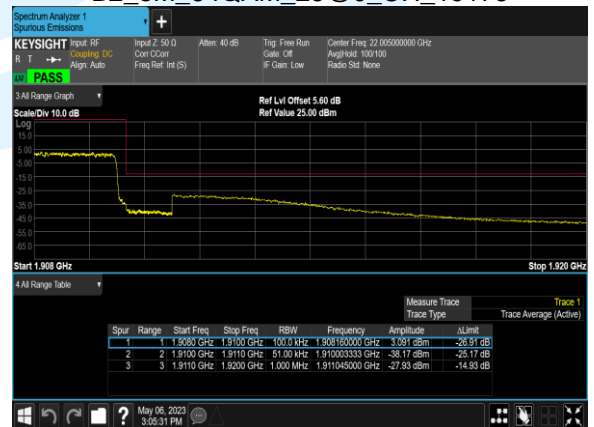 Spectrum Analyzer 1
Spurious Emissions
KEYSIGHT Input: RF
R T Coupling: DC
Align: Auto
LV PASS
Input Z: 50 Ω
Corr CCorr
Freq Ref: Int (S)
Atten: 40 dB
Trig: Free Run
Gate: Off
IF Gain: Low
Center Freq: 22.005000000 GHz
Avg|Hold: 100/100
Radio Std: None
3 All Range Graph
Scale/Div 10.0 dB
Ref Lvl Offset 5.60 dB
Ref Value 25.00 dBm
Log
15.0
5.00
-5.00
-15.0
-25.0
-35.0
-45.0
-55.0
-65.0
Start 1.908 GHz
Stop 1.920 GHz
4 All Range Table
Measure Trace Trace 1
Trace Type Trace Average (Active)
Spur Range Start Freq Stop Freq RBW Frequency Amplitude ΔLimit
1 1 1.9080 GHz 1.9100 GHz 100.0 kHz 1.908160000 GHz 3.091 dBm -26.91 dB
2 2 1.9100 GHz 1.9110 GHz 51.00 kHz 1.910003333 GHz -38.17 dBm -25.17 dB
3 3 1.9110 GHz 1.9200 GHz 1.000 MHz 1.911045000 GHz -27.93 dBm -14.93 dB
May 06, 2023
3:05:31 PM